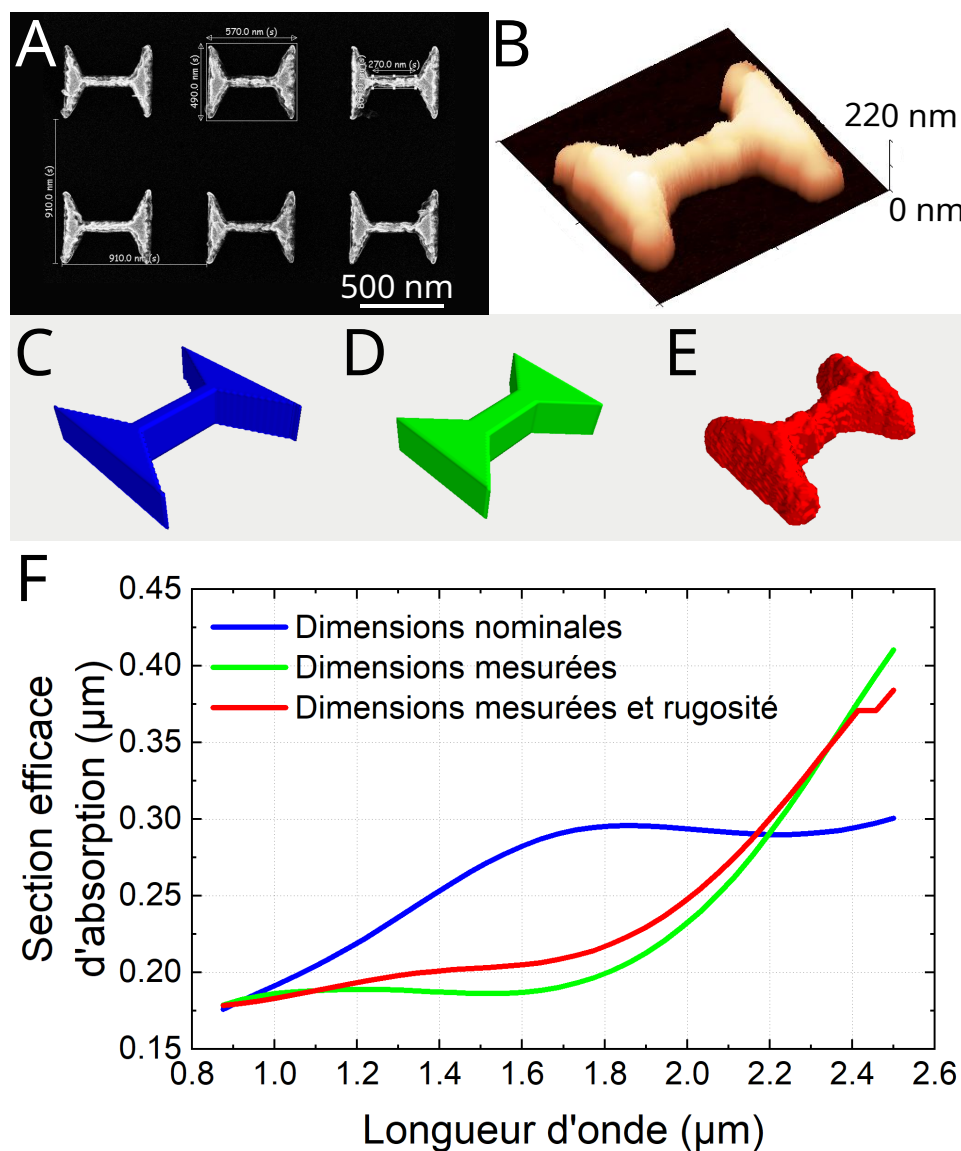 A
570.0 nm (s)
490.0 nm (s)
270.0 nm (s)
910.0 nm (s)
910.0 nm (s)
500 nm
B
220 nm
0 nm
C
D
E
F
Section efficace
d'absorption (µm)
0.45
0.40
0.35
0.30
0.25
0.20
0.15
Dimensions nominales
Dimensions mesurées
Dimensions mesurées et rugosité
0.8 1.0 1.2 1.4 1.6 1.8 2.0 2.2 2.4 2.6
Longueur d'onde (µm)